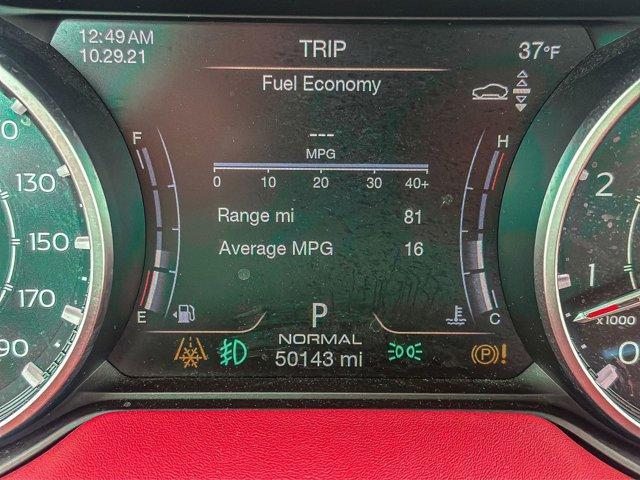 12:49 AM
10.29.21
TRIP
37°F
Fuel Economy
---
MPG
0 10 20 30 40+
Range mi 81
Average MPG 16
F
E
H
C
P
NORMAL
50143 mi
(P)!
130
150
170
2
1
x1000
0